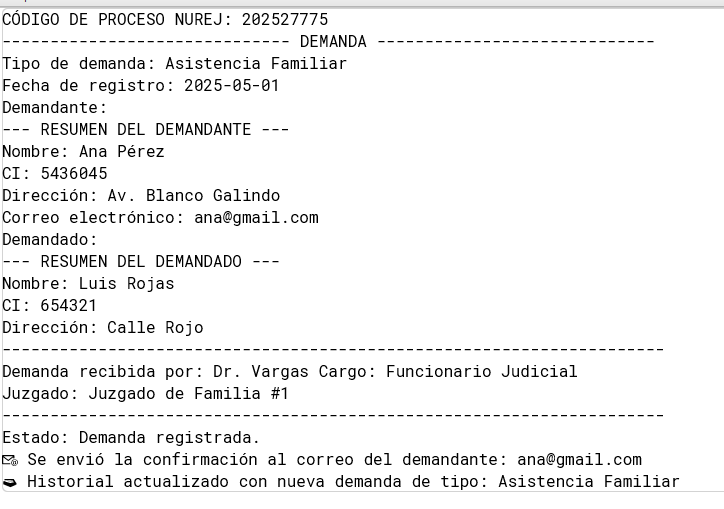 CÓDIGO DE PROCESO NUREJ: 202527775
------------------------------ DEMANDA -----------------------------
Tipo de demanda: Asistencia Familiar
Fecha de registro: 2025-05-01
Demandante:
--- RESUMEN DEL DEMANDANTE ---
Nombre: Ana Pérez
CI: 5436045
Dirección: Av. Blanco Galindo
Correo electrónico: ana@gmail.com
Demandado:
--- RESUMEN DEL DEMANDADO ---
Nombre: Luis Rojas
CI: 654321
Dirección: Calle Rojo
---------------------------------------------------------------------
Demanda recibida por: Dr. Vargas Cargo: Funcionario Judicial
Juzgado: Juzgado de Familia #1
---------------------------------------------------------------------
Estado: Demanda registrada.
📧 Se envió la confirmación al correo del demandante: ana@gmail.com
Historial actualizado con nueva demanda de tipo: Asistencia Familiar